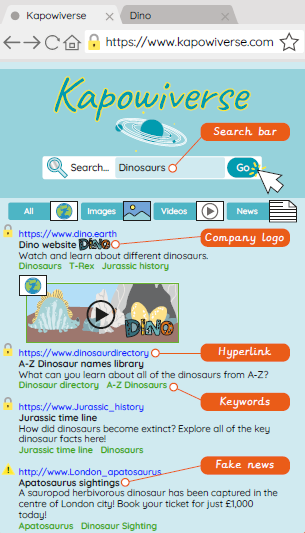 Kapowiverse
Dino
https://www.kapowiverse.com
Kapowiverse
Search bar
Search... Dinosaurs Go
All Images Videos News
https://www.dino.earth
Company logo
Dino website DINO
Watch and learn about different dinosaurs.
Dinosaurs T-Rex Jurassic history
DINO
https://www.dinosaurdirectory
Hyperlink
A-Z Dinosaur names library
What can you learn about all of the dinosaurs from A-Z?
Dinosaur directory A-Z Dinosaurs
Keywords
https://www.Jurassic_history
Jurassic time line
How did dinosaurs become extinct? Explore all of the key
dinosaur facts here!
Jurassic time line Dinosaurs
Fake news
http://www.London_apatosaurus
Apatosaurus sightings
A sauropod herbivorous dinosaur has been captured in the
centre of London city! Book your ticket for just £1,000
today!
Apatosaurus Dinosaur Sighting